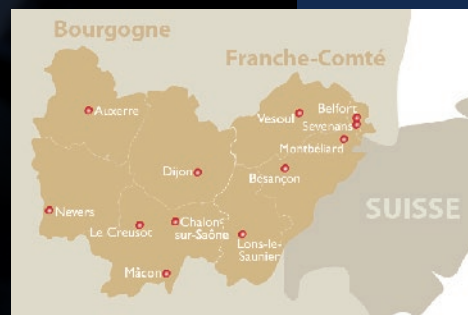 Bourgogne
Franche-Comté
Auxerre
Vesoul
Belfort
Sevenans
Montbéliard
Dijon
Besançon
Nevers
Le Creusot
Chalon-
sur-Saône
SUISSE
Lons-le-
Saunier
Mâcon